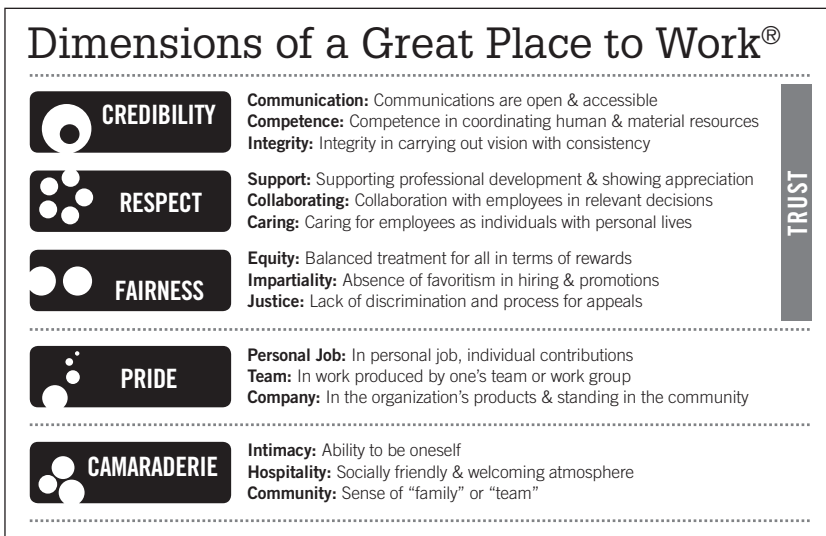 Dimensions of a Great Place to Work®
CREDIBILITY
Communication: Communications are open & accessible
Competence: Competence in coordinating human & material resources
Integrity: Integrity in carrying out vision with consistency
RESPECT
Support: Supporting professional development & showing appreciation
Collaborating: Collaboration with employees in relevant decisions
Caring: Caring for employees as individuals with personal lives
FAIRNESS
Equity: Balanced treatment for all in terms of rewards
Impartiality: Absence of favoritism in hiring & promotions
Justice: Lack of discrimination and process for appeals
TRUST
PRIDE
Personal Job: In personal job, individual contributions
Team: In work produced by one’s team or work group
Company: In the organization’s products & standing in the community
CAMARADERIE
Intimacy: Ability to be oneself
Hospitality: Socially friendly & welcoming atmosphere
Community: Sense of “family” or “team”